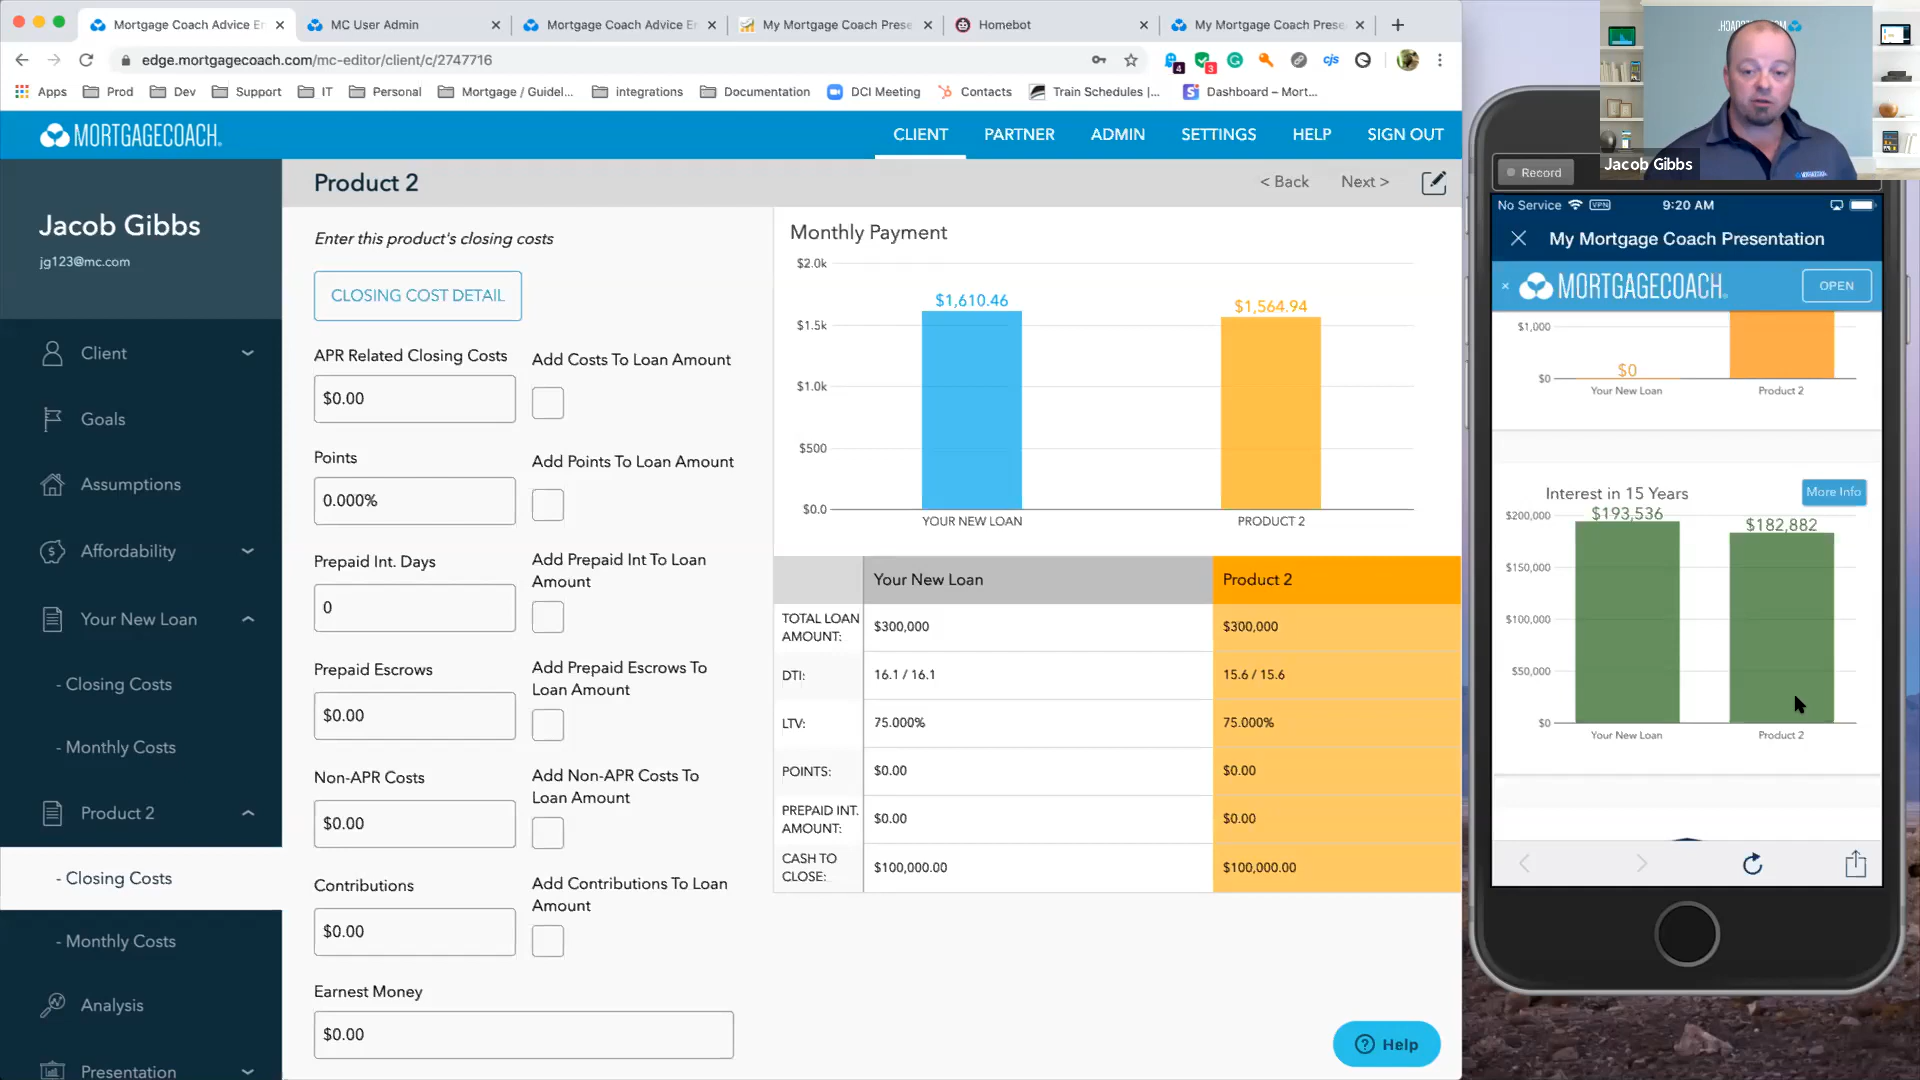 Mortgage Coach Advice E
MC User Admin
Mortgage Coach Advice E
My Mortgage Coach Prese
Homebot
My Mortgage Coach Prese
edge.mortgagecoach.com/mc-editor/client/c/2747716
4
3
cjs
Apps
Prod
Dev
Support
IT
Personal
Mortgage / Guidel...
integrations
Documentation
DCI Meeting
Contacts
Train Schedules |...
Dashboard – Mort...
MORTGAGECOACH
CLIENT
PARTNER
ADMIN
SETTINGS
HELP
SIGN OUT
Jacob Gibbs
jg123@mc.com
Client
Goals
Assumptions
Affordability
Your New Loan
- Closing Costs
- Monthly Costs
Product 2
- Closing Costs
- Monthly Costs
Analysis
Presentation
Product 2
< Back
Next >
Enter this product's closing costs
CLOSING COST DETAIL
APR Related Closing Costs
Add Costs To Loan Amount
$0.00
Points
Add Points To Loan Amount
0.000%
Prepaid Int. Days
Add Prepaid Int To Loan
Amount
0
Prepaid Escrows
Add Prepaid Escrows To
Loan Amount
$0.00
Non-APR Costs
Add Non-APR Costs To
Loan Amount
$0.00
Contributions
Add Contributions To Loan
Amount
$0.00
Earnest Money
$0.00
Monthly Payment
$2.0k
$1,610.46
$1,564.94
$1.5k
$1.0k
$500
$0.0
YOUR NEW LOAN
PRODUCT 2
Your New Loan
Product 2
TOTAL LOAN
AMOUNT:
$300,000
$300,000
DTI:
16.1 / 16.1
15.6 / 15.6
LTV:
75.000%
75.000%
POINTS:
$0.00
$0.00
PREPAID INT.
AMOUNT:
$0.00
$0.00
CASH TO
CLOSE:
$100,000.00
$100,000.00
Help
Jacob Gibbs
Record
No Service
VPN
9:20 AM
My Mortgage Coach Presentation
MORTGAGECOACH
OPEN
$1,000
$0
$0
Your New Loan
Product 2
Interest in 15 Years
More Info
$200,000
$193,536
$182,882
$150,000
$100,000
$50,000
$0
Your New Loan
Product 2